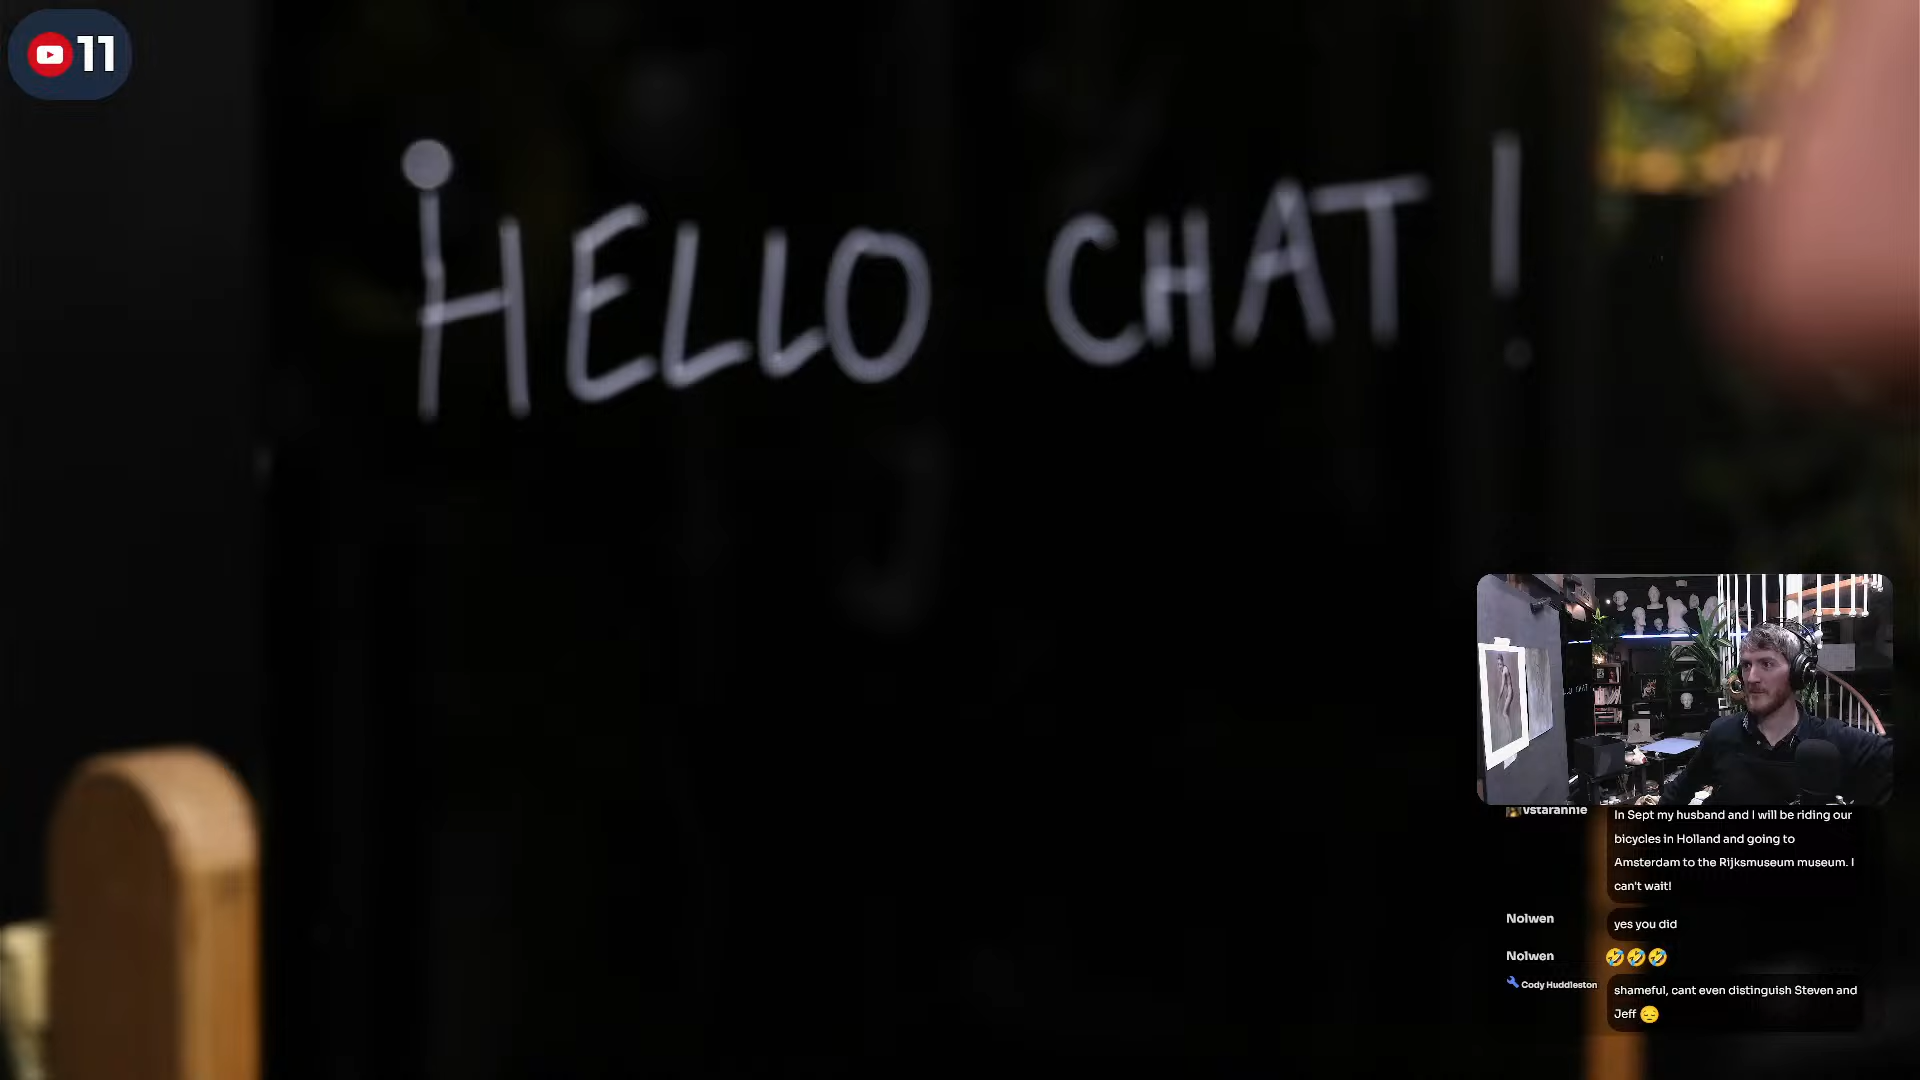 11
HELLO CHAT!
vstarannie
In Sept my husband and I will be riding our
bicycles in Holland and going to
Amsterdam to the Rijksmuseum museum. I
can't wait!
Nolwen
yes you did
Nolwen
🤣🤣🤣
Cody Huddleston
shameful, cant even distinguish Steven and
Jeff 😔